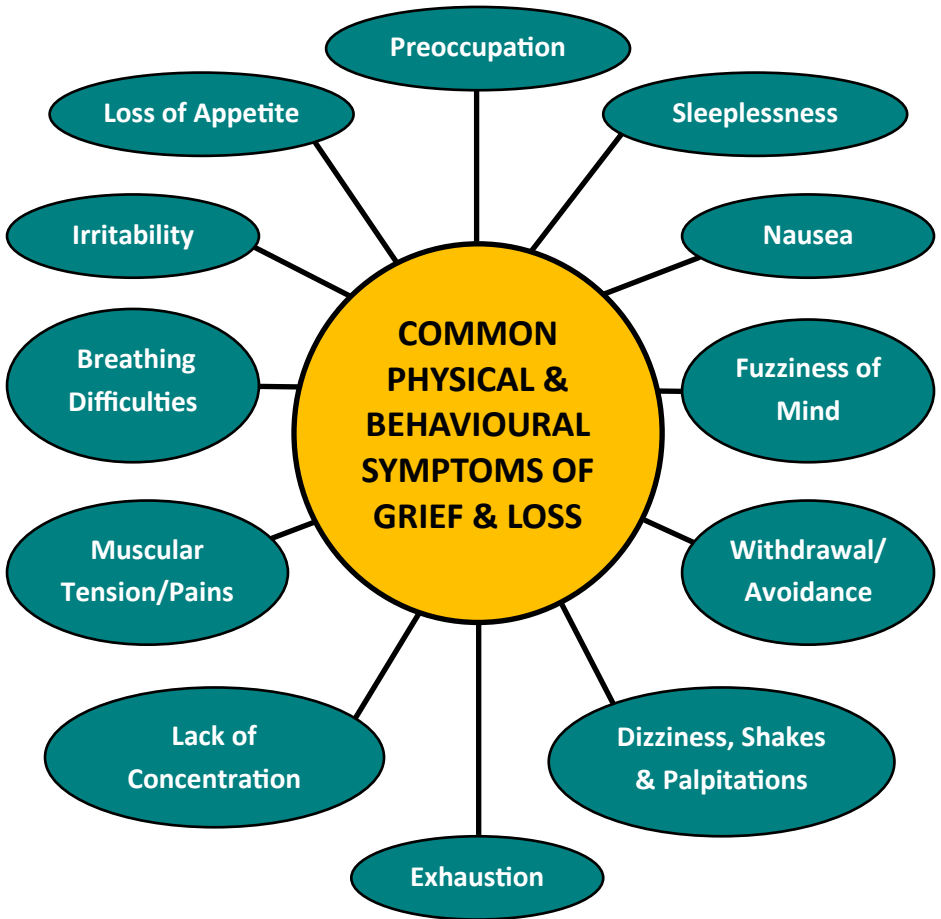 Preoccupation
Loss of Appetite
Sleeplessness
Irritability
Nausea
COMMON
PHYSICAL &
BEHAVIOURAL
SYMPTOMS OF
GRIEF & LOSS
Breathing
Difficulties
Fuzziness of
Mind
Muscular
Tension/Pains
Withdrawal/
Avoidance
Lack of
Concentration
Dizziness, Shakes
& Palpitations
Exhaustion